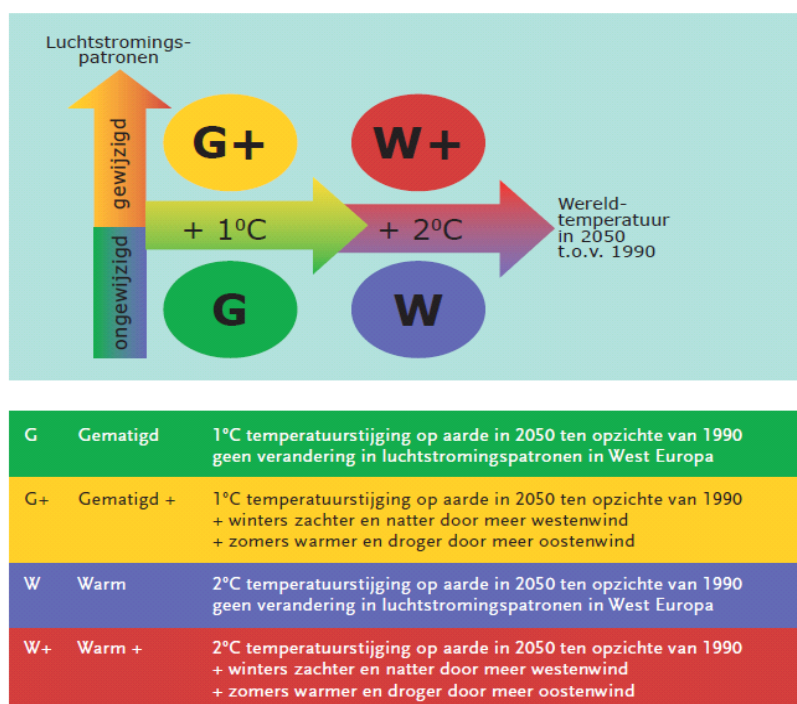 Luchtstromings-
patronen
gewijzigd
ongewijzigd
G+
W+
+ 1⁰C
+ 2⁰C
G
W
Wereld-
temperatuur
in 2050
t.o.v. 1990
G Gematigd 1°C temperatuurstijging op aarde in 2050 ten opzichte van 1990
geen verandering in luchtstromingspatronen in West Europa
G+ Gematigd + 1°C temperatuurstijging op aarde in 2050 ten opzichte van 1990
+ winters zachter en natter door meer westenwind
+ zomers warmer en droger door meer oostenwind
W Warm 2°C temperatuurstijging op aarde in 2050 ten opzichte van 1990
geen verandering in luchtstromingspatronen in West Europa
W+ Warm + 2°C temperatuurstijging op aarde in 2050 ten opzichte van 1990
+ winters zachter en natter door meer westenwind
+ zomers warmer en droger door meer oostenwind